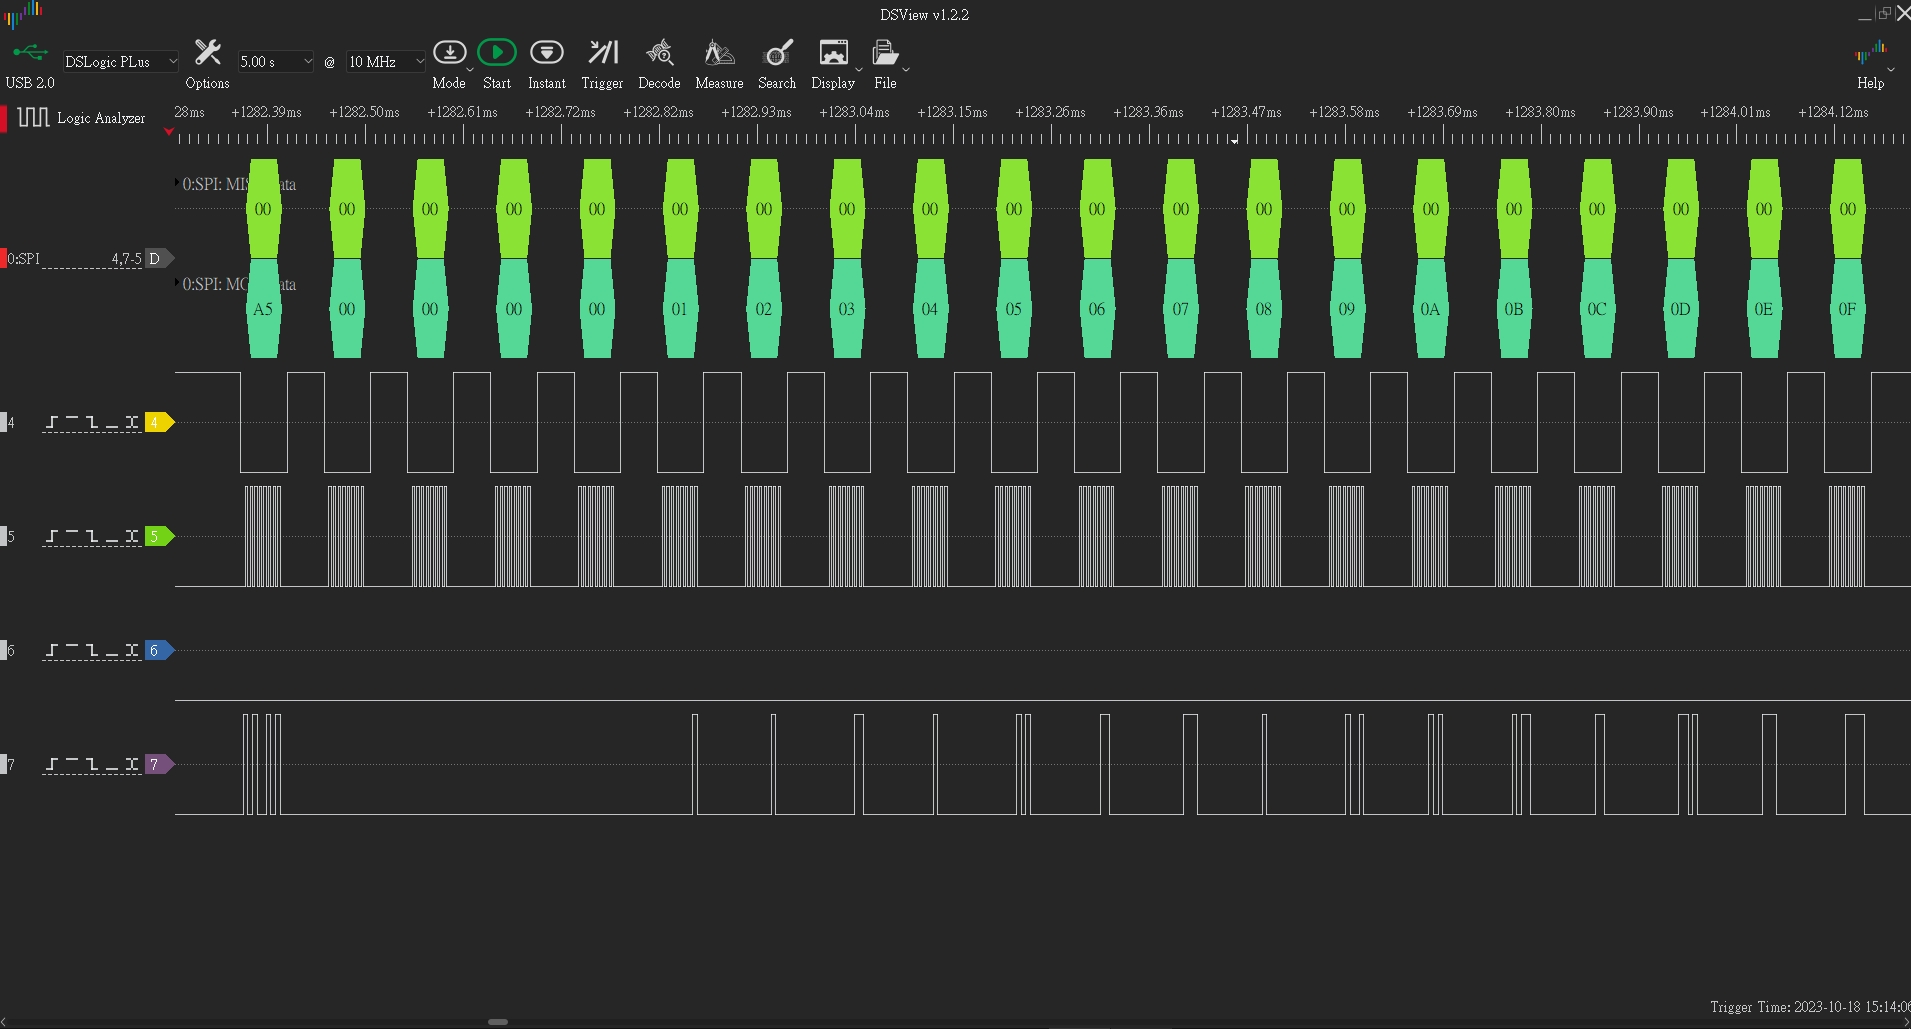 DSView v1.2.2
USB 2.0
DSLogic PLus
Options
5.00 s
@
10 MHz
Mode
Start
Instant
Trigger
Decode
Measure
Search
Display
File
Help
Logic Analyzer
28ms +1282.39ms +1282.50ms +1282.61ms +1282.72ms +1282.82ms +1282.93ms +1283.04ms +1283.15ms +1283.26ms +1283.36ms +1283.47ms +1283.58ms +1283.69ms +1283.80ms +1283.90ms +1284.01ms +1284.12ms
0:SPI: MIS ata
00 00 00 00 00 00 00 00 00 00 00 00 00 00 00 00 00 00 00 00
0:SPI 4,7-5 D
0:SPI: MO ata
A5 00 00 00 00 01 02 03 04 05 06 07 08 09 0A 0B 0C 0D 0E 0F
4 4
5 5
6 6
7 7
Trigger Time: 2023-10-18 15:14:06